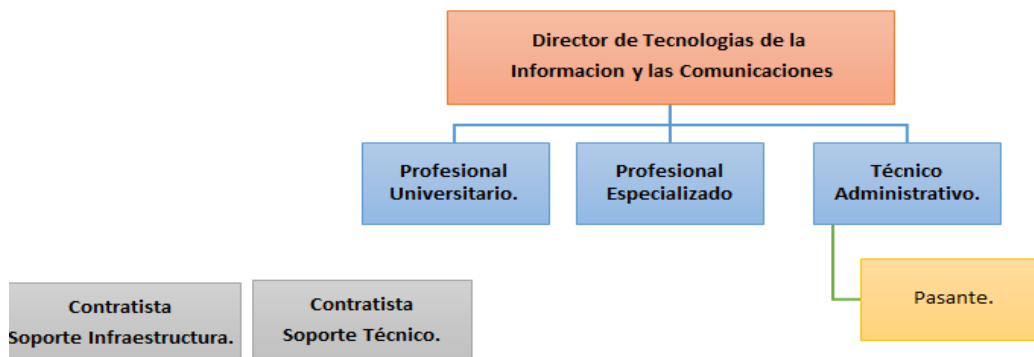 Director de Tecnologias de la
Informacion y las Comunicaciones
Profesional
Universitario.
Profesional
Especializado
Técnico
Administrativo.
Pasante.
Contratista
Soporte Infraestructura.
Contratista
Soporte Técnico.